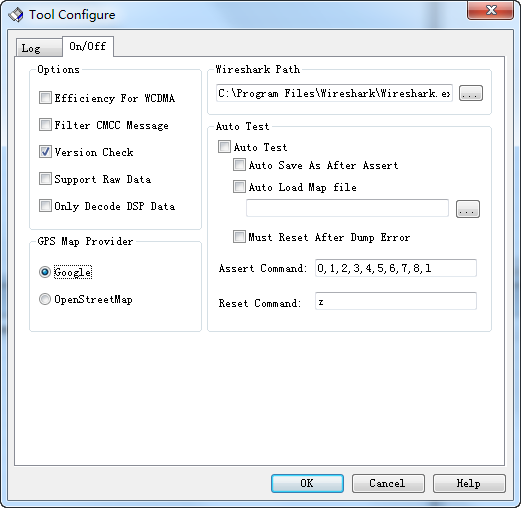 Tool Configure
Log
On/Off
Options
Efficiency For WCDMA
Filter CMCC Message
Version Check
Support Raw Data
Only Decode DSP Data
GPS Map Provider
Google
OpenStreetMap
Wireshark Path
C:\Program Files\Wireshark\Wireshark.ex
...
Auto Test
Auto Test
Auto Save As After Assert
Auto Load Map file
...
Must Reset After Dump Error
Assert Command: 0,1,2,3,4,5,6,7,8,l
Reset Command: z
OK
Cancel
Help